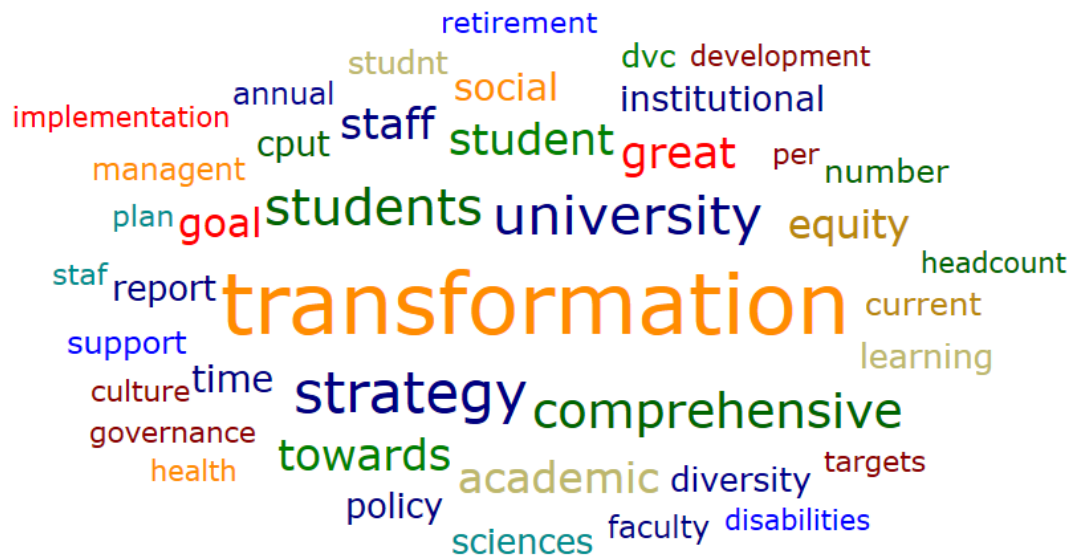 retirement
studnt
dvc
development
annual
social
institutional
implementation
staff
cput
student
great
per
managent
number
students
university
plan
goal
equity
staf
report
transformation
headcount
current
support
learning
culture
time
strategy
comprehensive
governance
towards
health
academic
diversity
targets
policy
sciences
faculty
disabilities